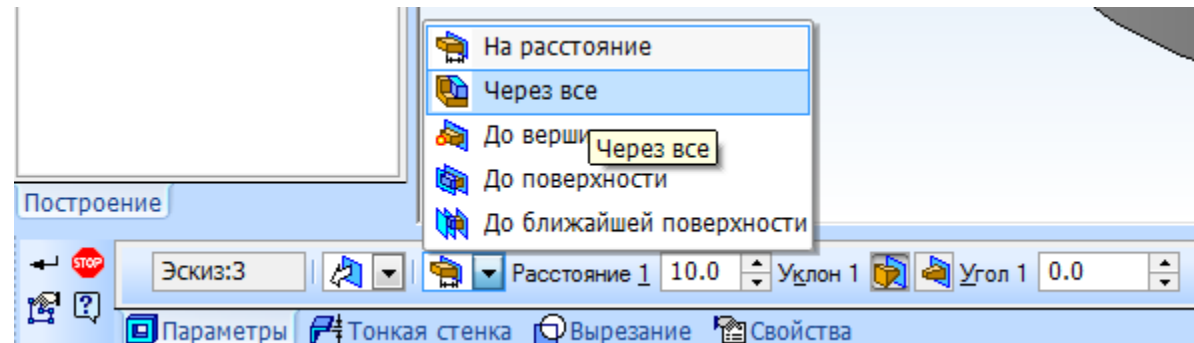 На расстояние
Через все
До верши
Через все
До поверхности
До ближайшей поверхности
Построение
STOP Эскиз:3 Расстояние 1 10.0 Уклон 1 Угол 1 0.0
Параметры Тонкая стенка Вырезание Свойства